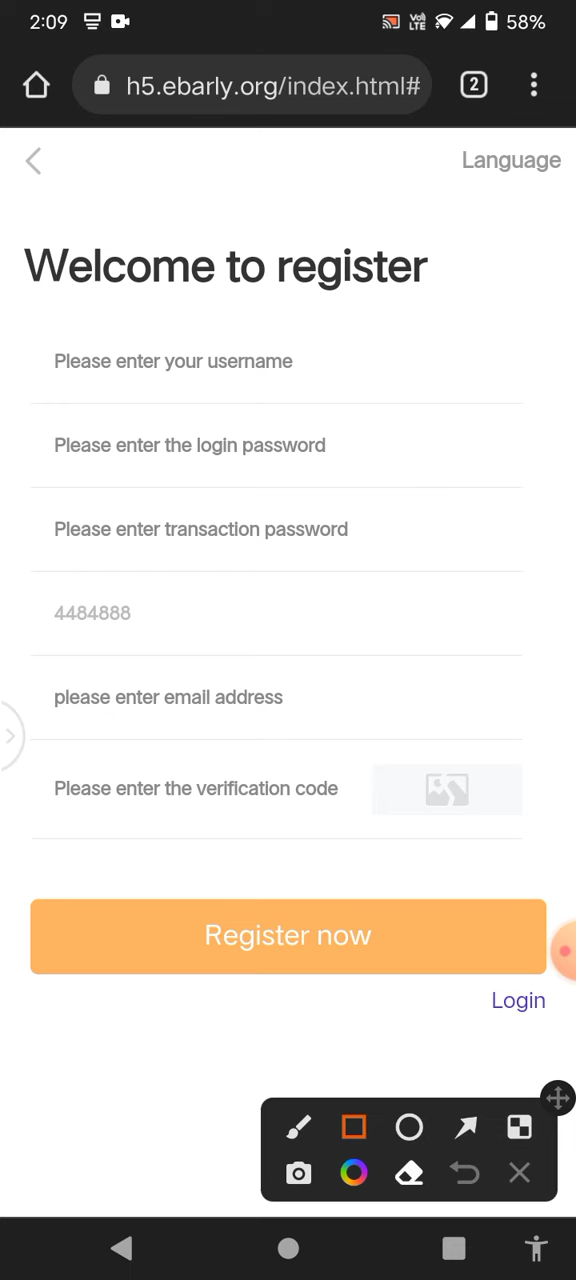 2:09 Vo) LTE 58%
h5.ebarly.org/index.html# 2
Language
Welcome to register
Please enter your username
Please enter the login password
Please enter transaction password
4484888
please enter email address
Please enter the verification code
Register now
Login